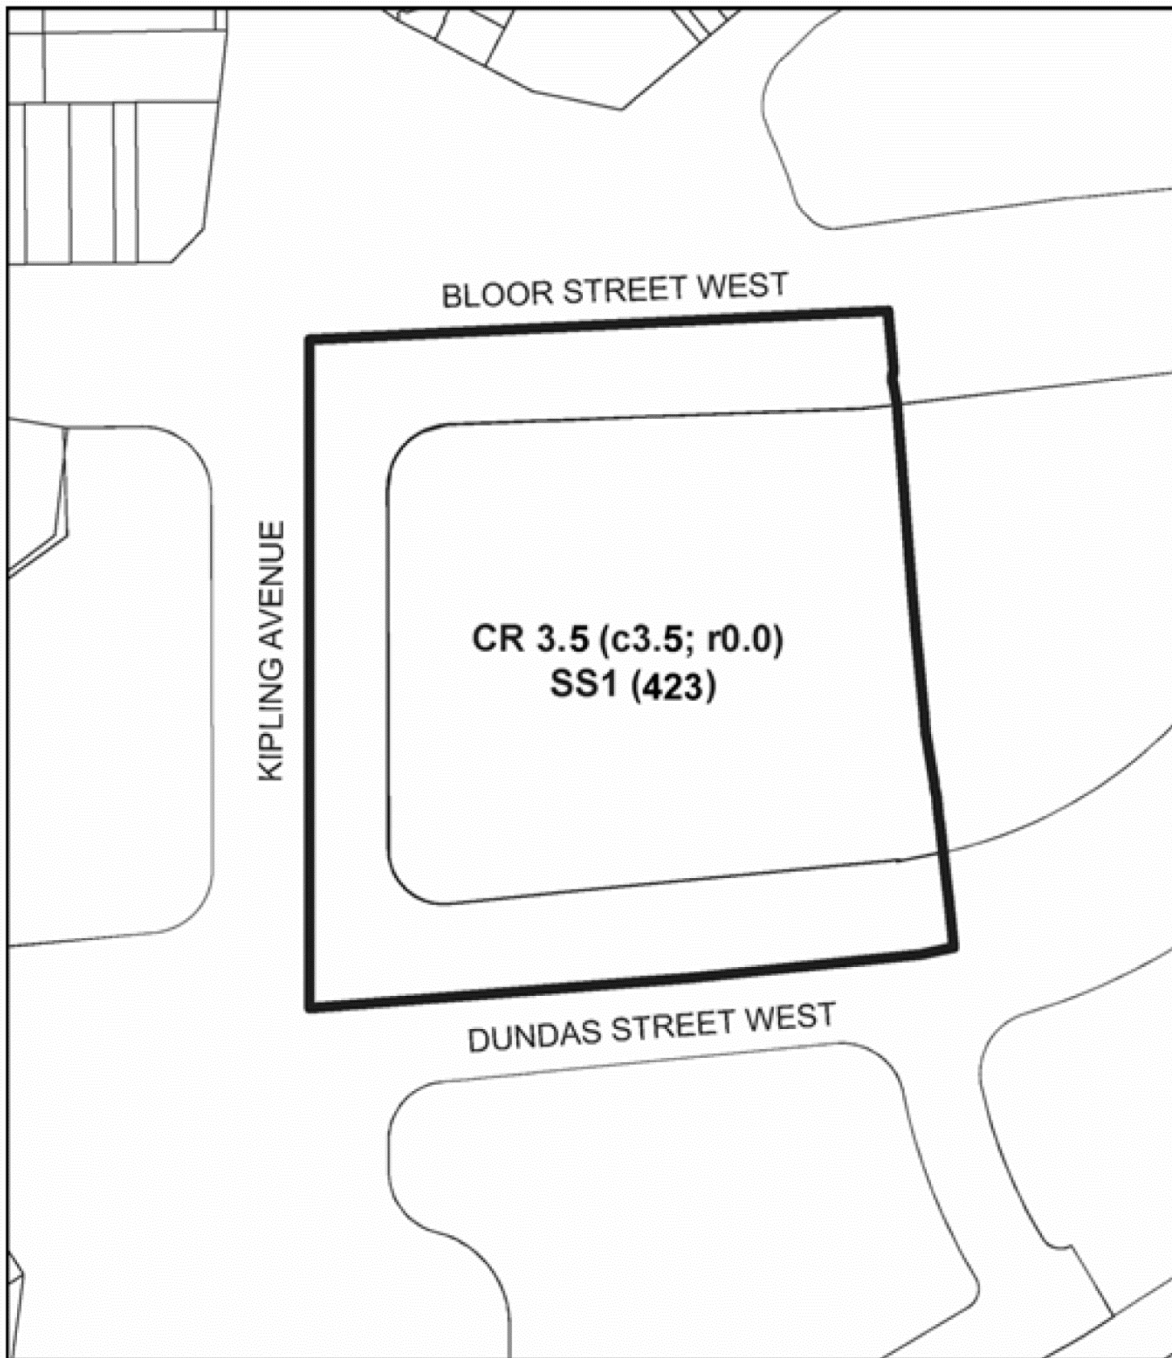 BLOOR STREET WEST
KIPLING AVENUE
CR 3.5 (c3.5; r0.0)
SS1 (423)
DUNDAS STREET WEST